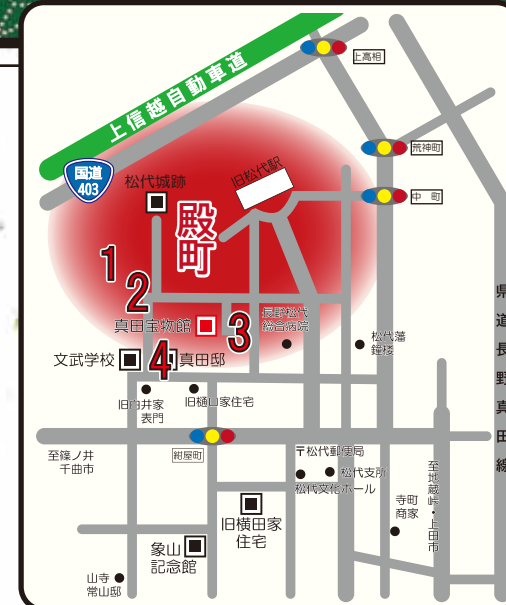 上信越自動車道
上高相
国道
403
荒神町
松代城跡
旧松代駅
中　町
殿町
1
2
真田宝物館
3
長野松代
総合病院
松代藩
鐘楼
文武学校
4
真田邸
旧白井家
表門
旧樋口家住宅
至篠ノ井
千曲市
紺屋町
〒松代郵便局
松代支所
松代文化ホール
至地蔵峠・上田市
寺町
商家
旧横田家
住宅
象山
記念館
山寺
常山邸
県道長野真田線